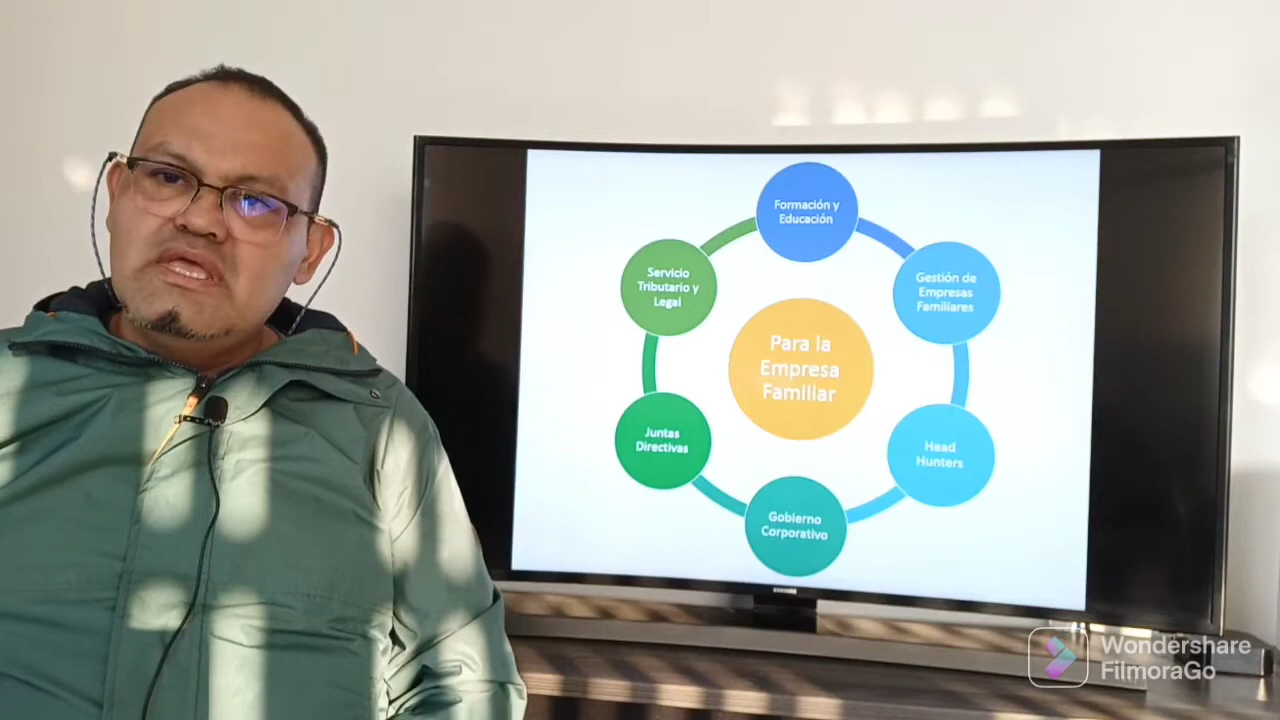 Formación y
Educación
Servicio
Tributario y
Legal
Gestión de
Empresas
Familiares
Para la
Empresa
Familiar
Juntas
Directivas
Head
Hunters
Gobierno
Corporativo
SAMSUNG
Wondershare
FilmoraGo